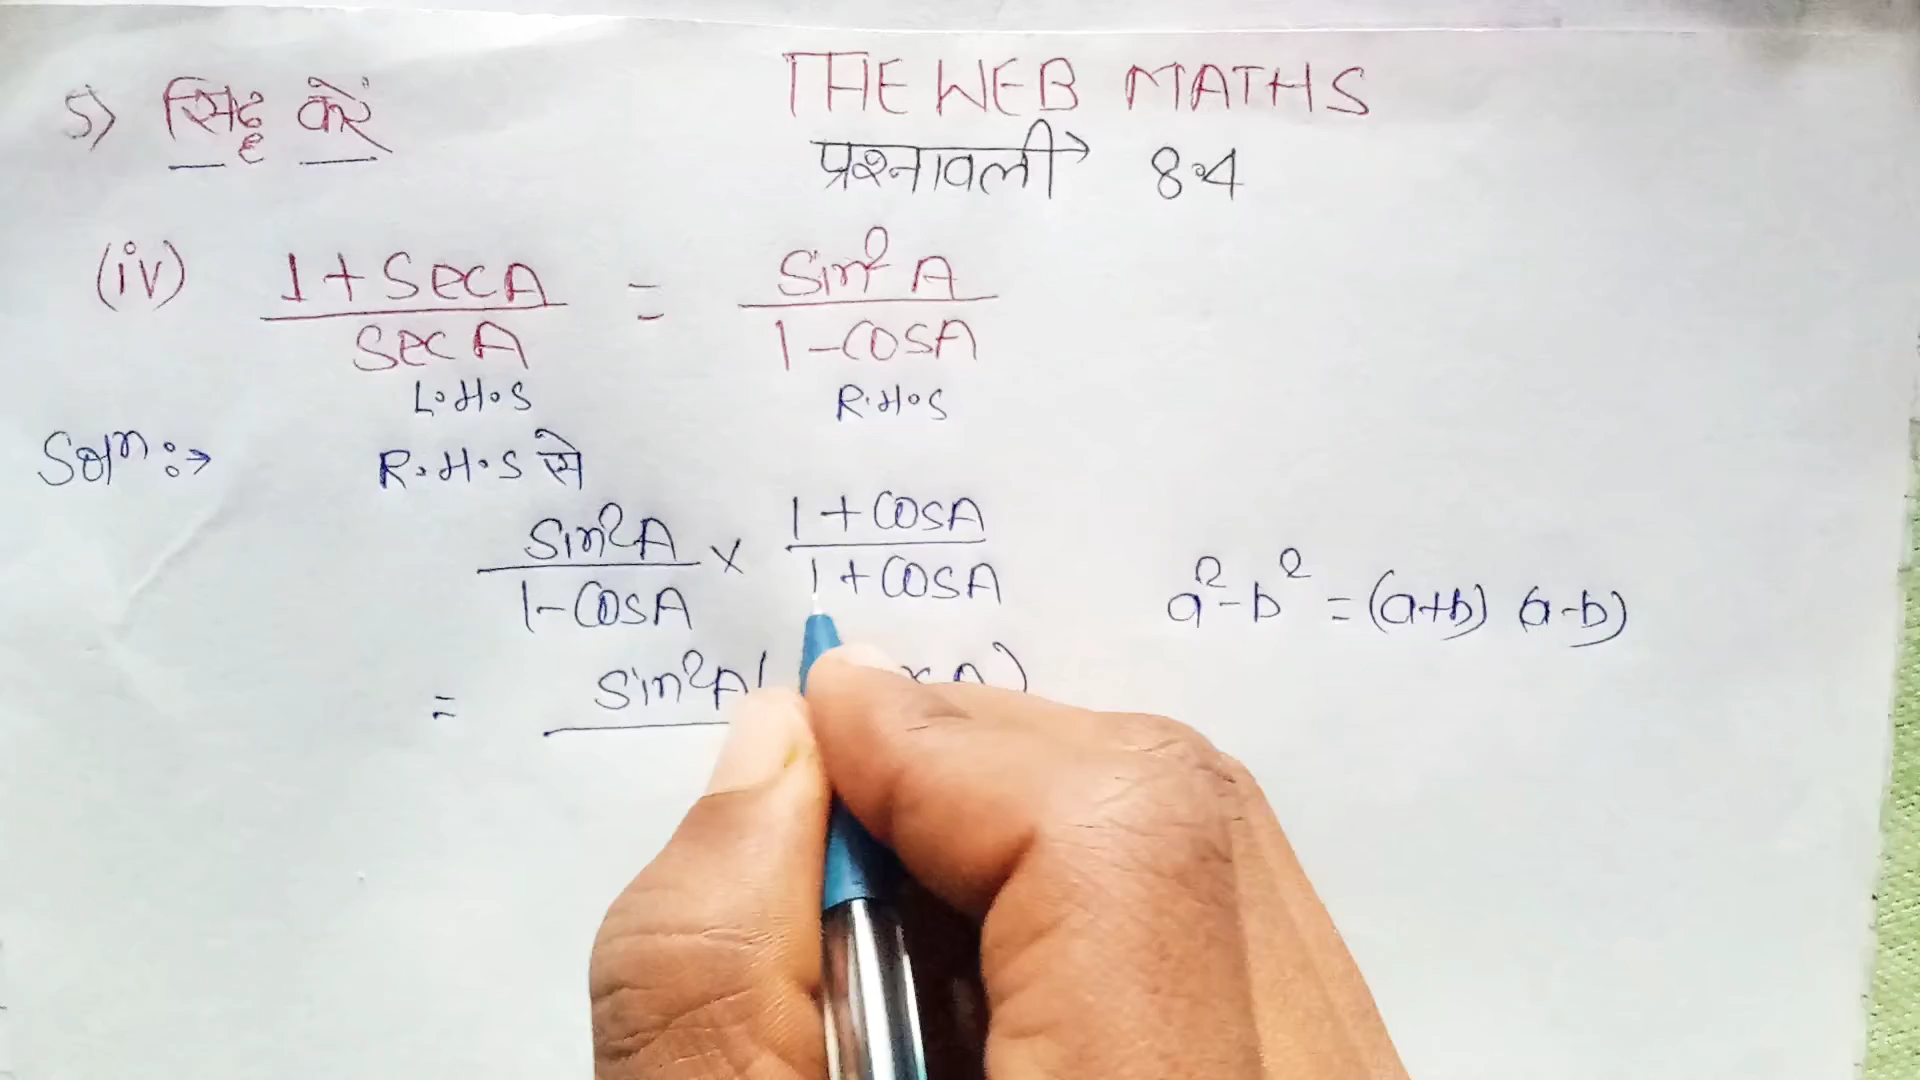 THE WEB MATHS
5) सिद्ध करें
प्रश्नावली → 8.4
(iv) 1+SecA / SecA = Sin²A / 1-COSA
L.H.S R.H.S
Soln:→ R.H.S से
Sin²A / 1-COSA × 1+COSA / 1+COSA
a²-b² = (a+b) (a-b)
= Sin²A(